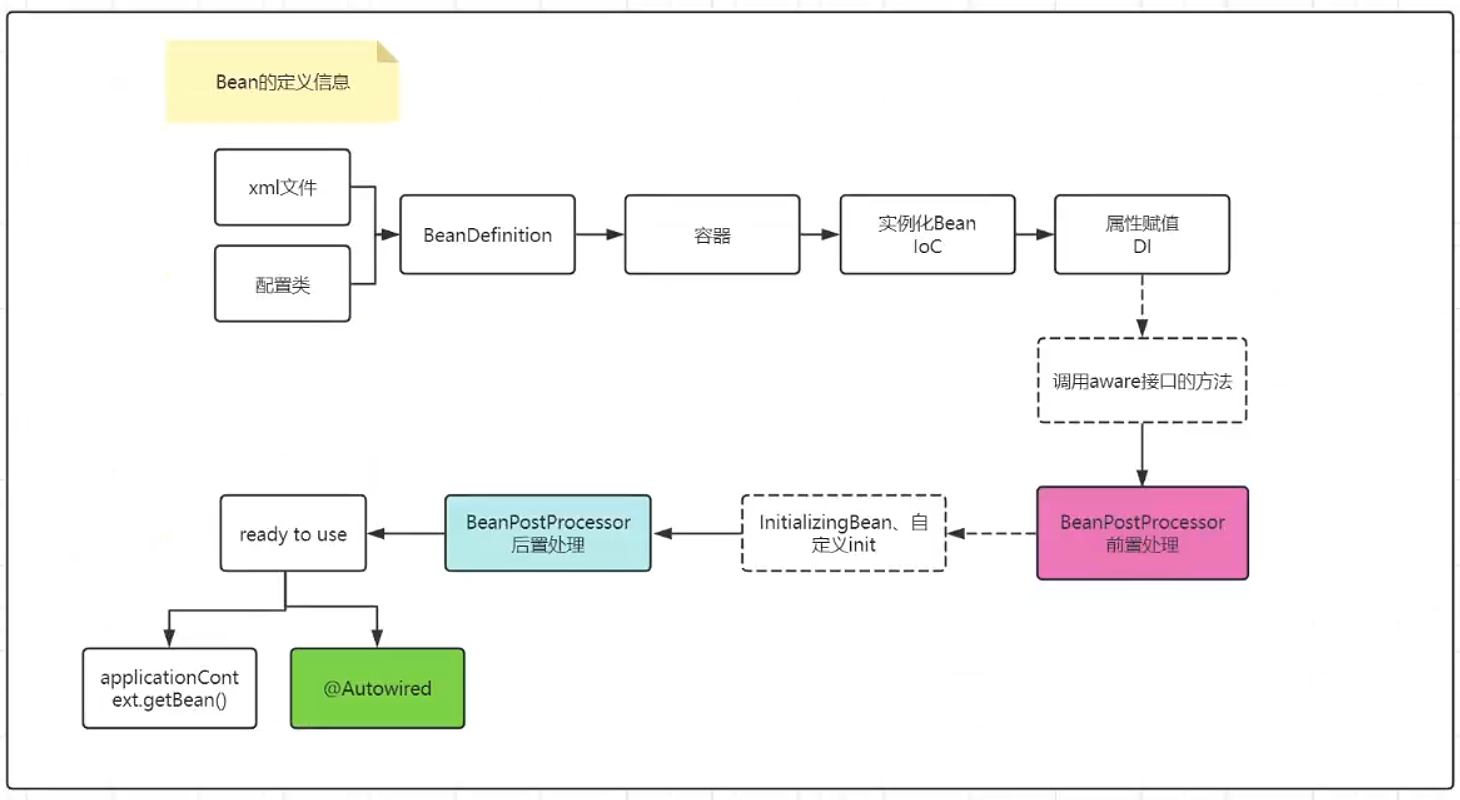 Bean的定义信息
xml文件
配置类
BeanDefinition
容器
实例化Bean
IoC
属性赋值
DI
调用aware接口的方法
BeanPostProcessor
前置处理
InitializingBean、自
定义init
BeanPostProcessor
后置处理
ready to use
applicationCont
ext.getBean()
@Autowired